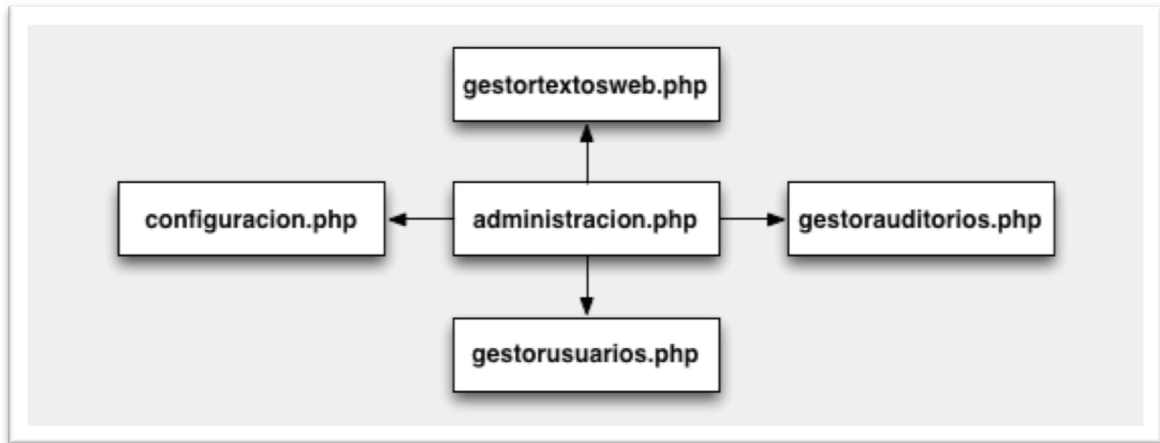 gestortextosweb.php
configuracion.php
administracion.php
gestorauditorios.php
gestorusuarios.php